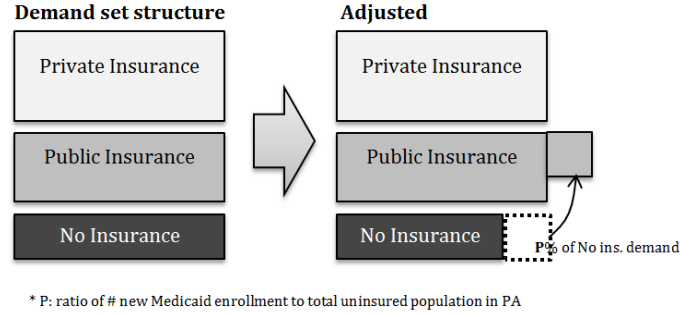 Demand set structure
Adjusted
Private Insurance
Private Insurance
Public Insurance
Public Insurance
No Insurance
No Insurance
P% of No ins. demand
* P: ratio of # new Medicaid enrollment to total uninsured population in PA